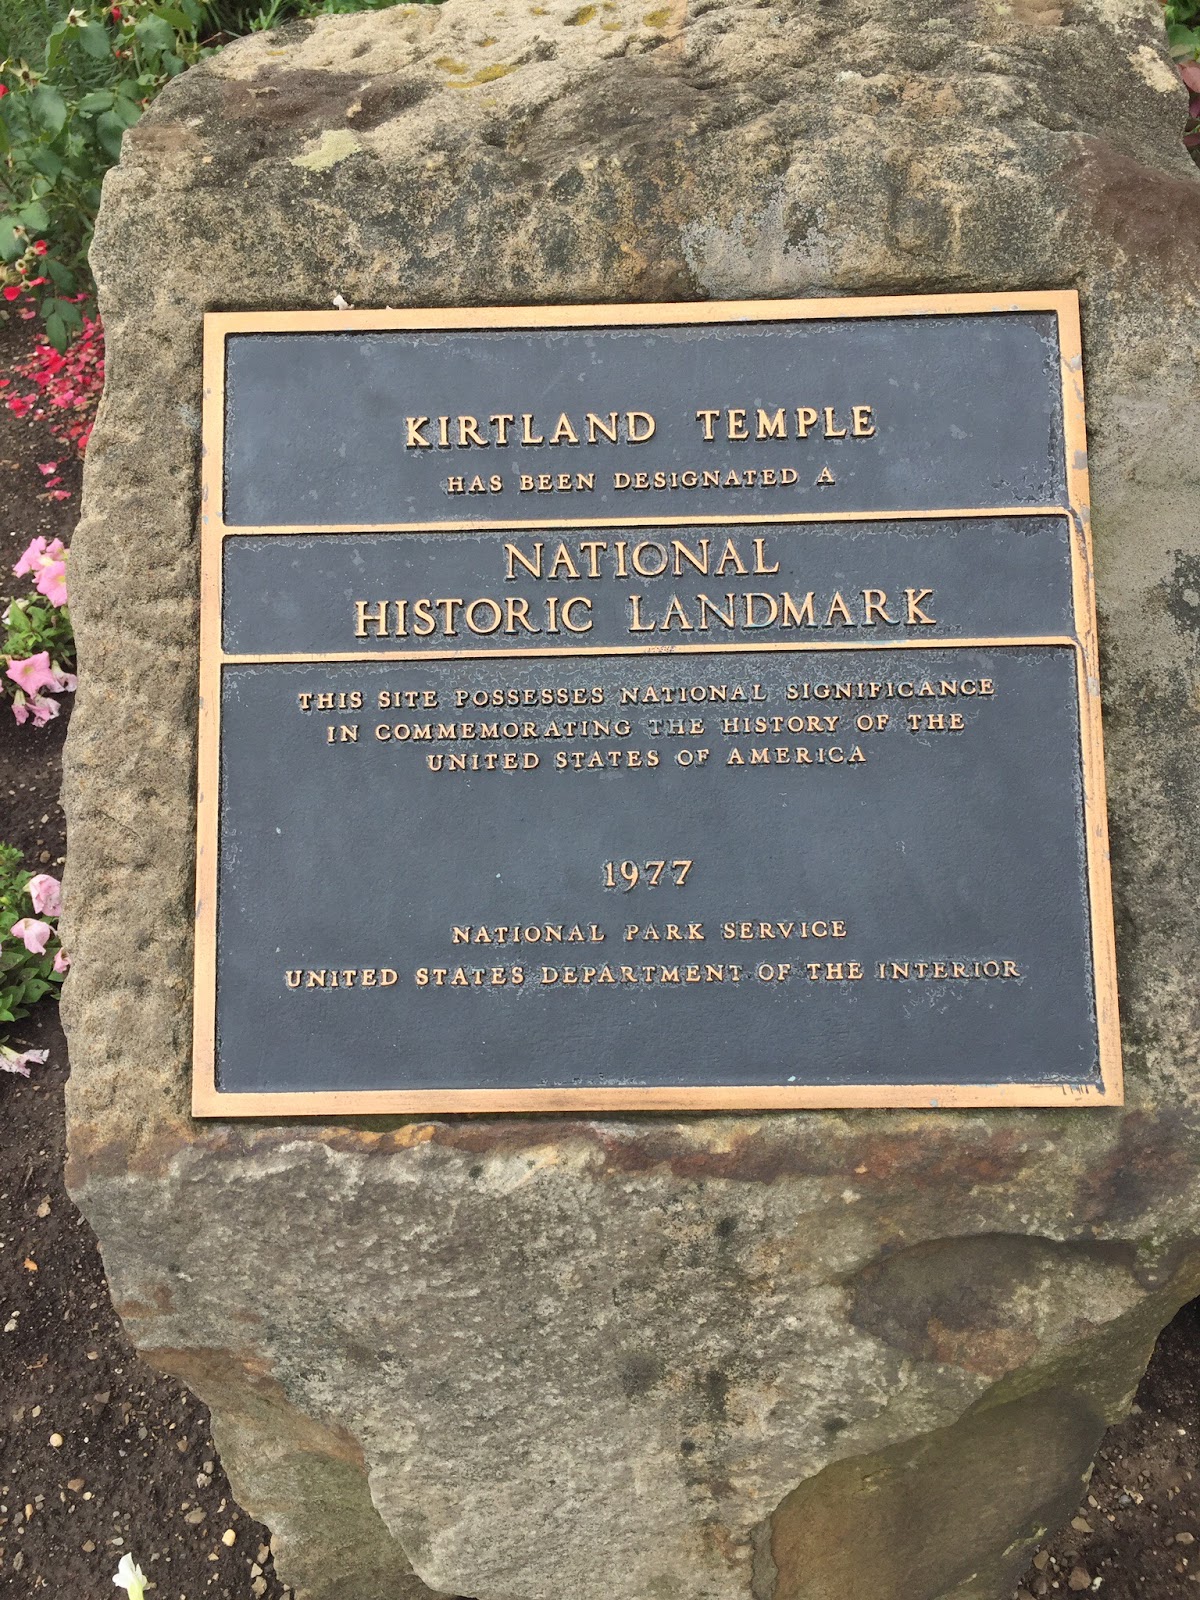 KIRTLAND TEMPLE
HAS BEEN DESIGNATED A
NATIONAL
HISTORIC LANDMARK
THIS SITE POSSESSES NATIONAL SIGNIFICANCE
IN COMMEMORATING THE HISTORY OF THE
UNITED STATES OF AMERICA
1977
NATIONAL PARK SERVICE
UNITED STATES DEPARTMENT OF THE INTERIOR